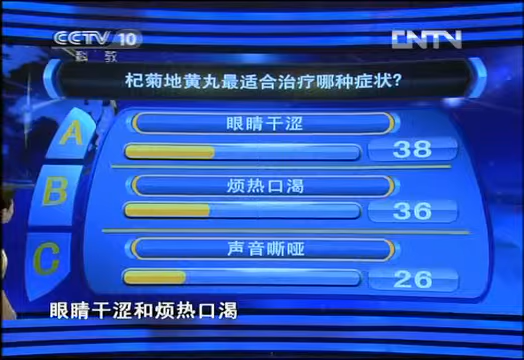 CCTV 10
科教
CNTV
杞菊地黄丸最适合治疗哪种症状?
A
眼睛干涩
38
B
烦热口渴
36
C
声音嘶哑
26
眼睛干涩和烦热口渴